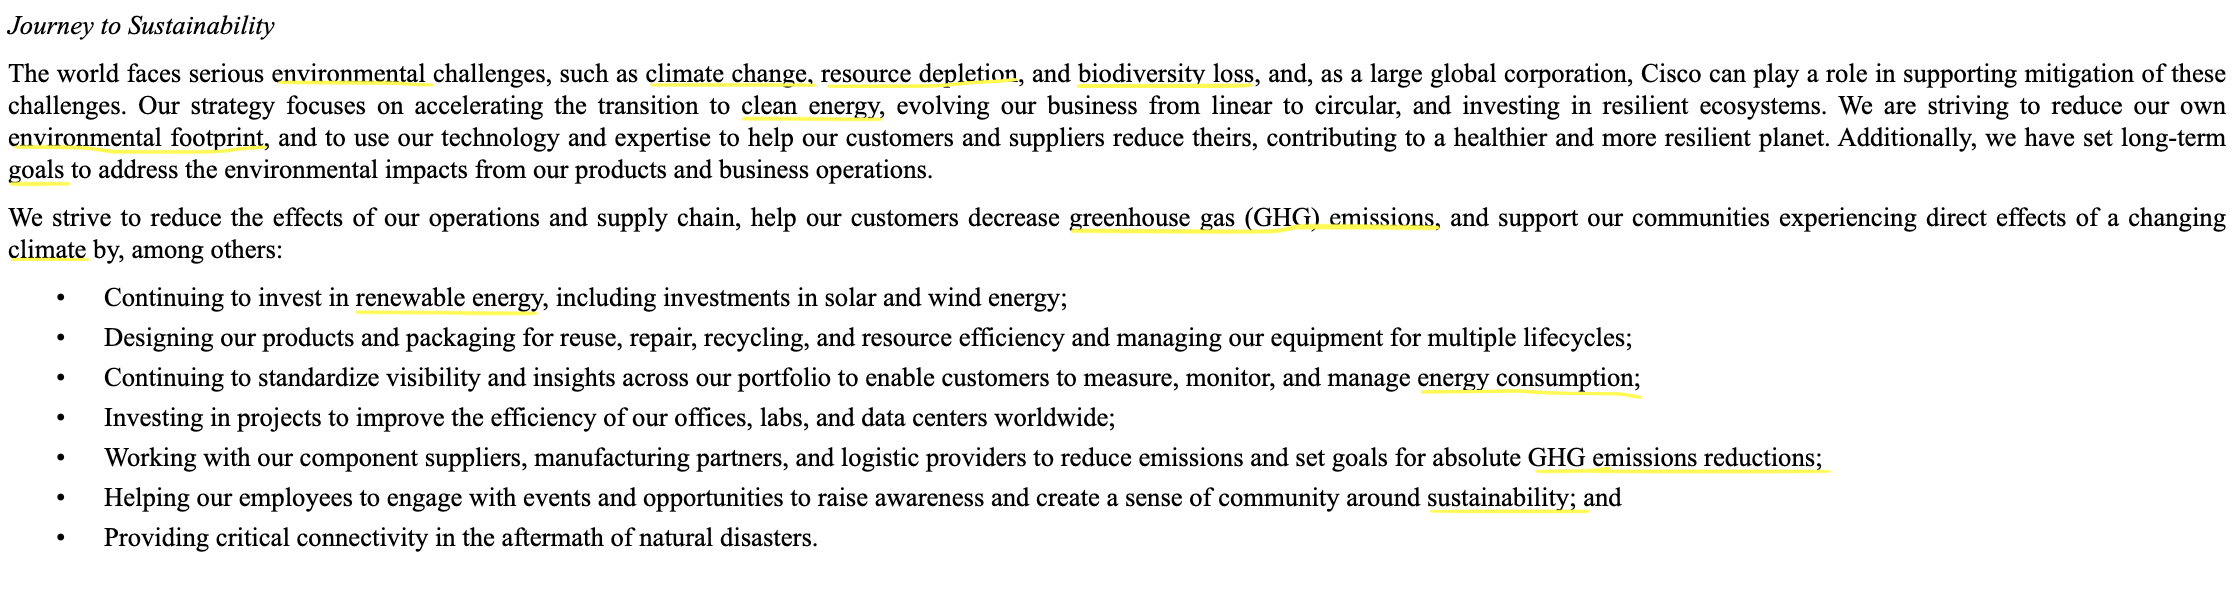 Journey to Sustainability
The world faces serious environmental challenges, such as climate change, resource depletion, and biodiversity loss, and, as a large global corporation, Cisco can play a role in supporting mitigation of these
challenges. Our strategy focuses on accelerating the transition to clean energy, evolving our business from linear to circular, and investing in resilient ecosystems. We are striving to reduce our own
environmental footprint, and to use our technology and expertise to help our customers and suppliers reduce theirs, contributing to a healthier and more resilient planet. Additionally, we have set long-term
goals to address the environmental impacts from our products and business operations.
We strive to reduce the effects of our operations and supply chain, help our customers decrease greenhouse gas (GHG) emissions, and support our communities experiencing direct effects of a changing
climate by, among others:
• Continuing to invest in renewable energy, including investments in solar and wind energy;
• Designing our products and packaging for reuse, repair, recycling, and resource efficiency and managing our equipment for multiple lifecycles;
• Continuing to standardize visibility and insights across our portfolio to enable customers to measure, monitor, and manage energy consumption;
• Investing in projects to improve the efficiency of our offices, labs, and data centers worldwide;
• Working with our component suppliers, manufacturing partners, and logistic providers to reduce emissions and set goals for absolute GHG emissions reductions;
• Helping our employees to engage with events and opportunities to raise awareness and create a sense of community around sustainability; and
• Providing critical connectivity in the aftermath of natural disasters.